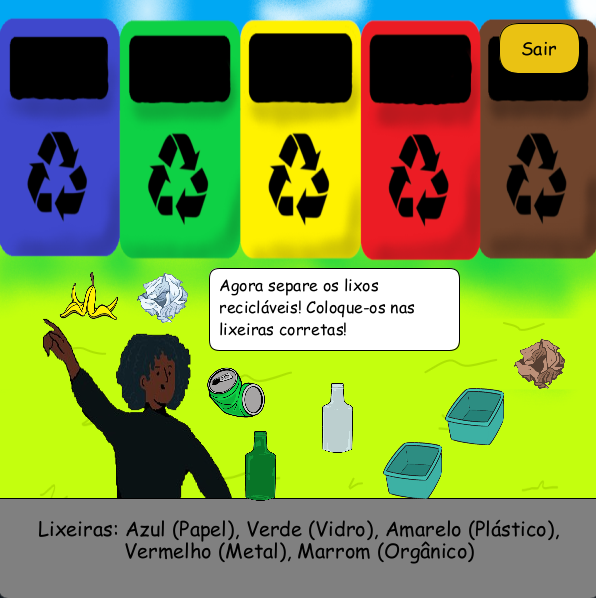 Sair
Agora separe os lixos
recicláveis! Coloque-os nas
lixeiras corretas!
Lixeiras: Azul (Papel), Verde (Vidro), Amarelo (Plástico),
Vermelho (Metal), Marrom (Orgânico)